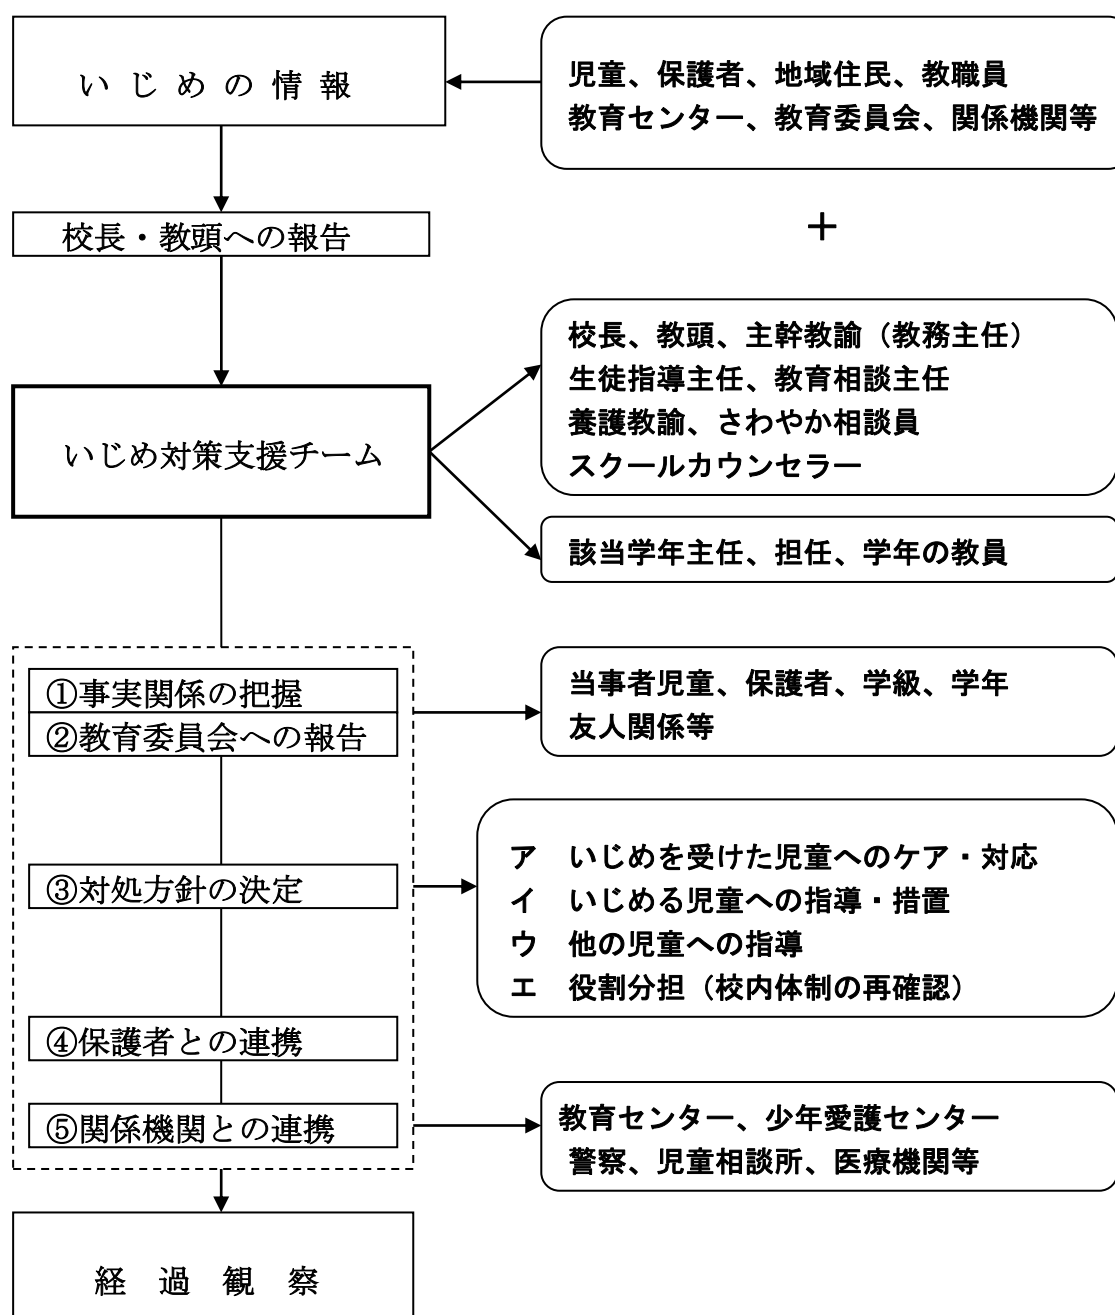 いじめの情報
児童、保護者、地域住民、教職員
教育センター、教育委員会、関係機関等
校長・教頭への報告
＋
校長、教頭、主幹教諭（教務主任）
生徒指導主任、教育相談主任
養護教諭、さわやか相談員
スクールカウンセラー
いじめ対策支援チーム
該当学年主任、担任、学年の教員
①事実関係の把握
②教育委員会への報告
当事者児童、保護者、学級、学年
友人関係等
③対処方針の決定
ア　いじめを受けた児童へのケア・対応
イ　いじめる児童への指導・措置
ウ　他の児童への指導
エ　役割分担（校内体制の再確認）
④保護者との連携
⑤関係機関との連携
教育センター、少年愛護センター
警察、児童相談所、医療機関等
経過観察